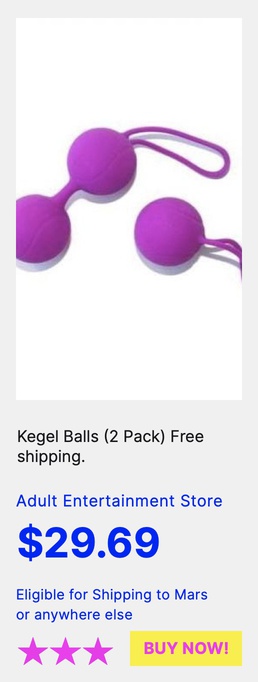 Kegel Balls (2 Pack) Free
shipping.
Adult Entertainment Store
$29.69
Eligible for Shipping to Mars
or anywhere else
BUY NOW!